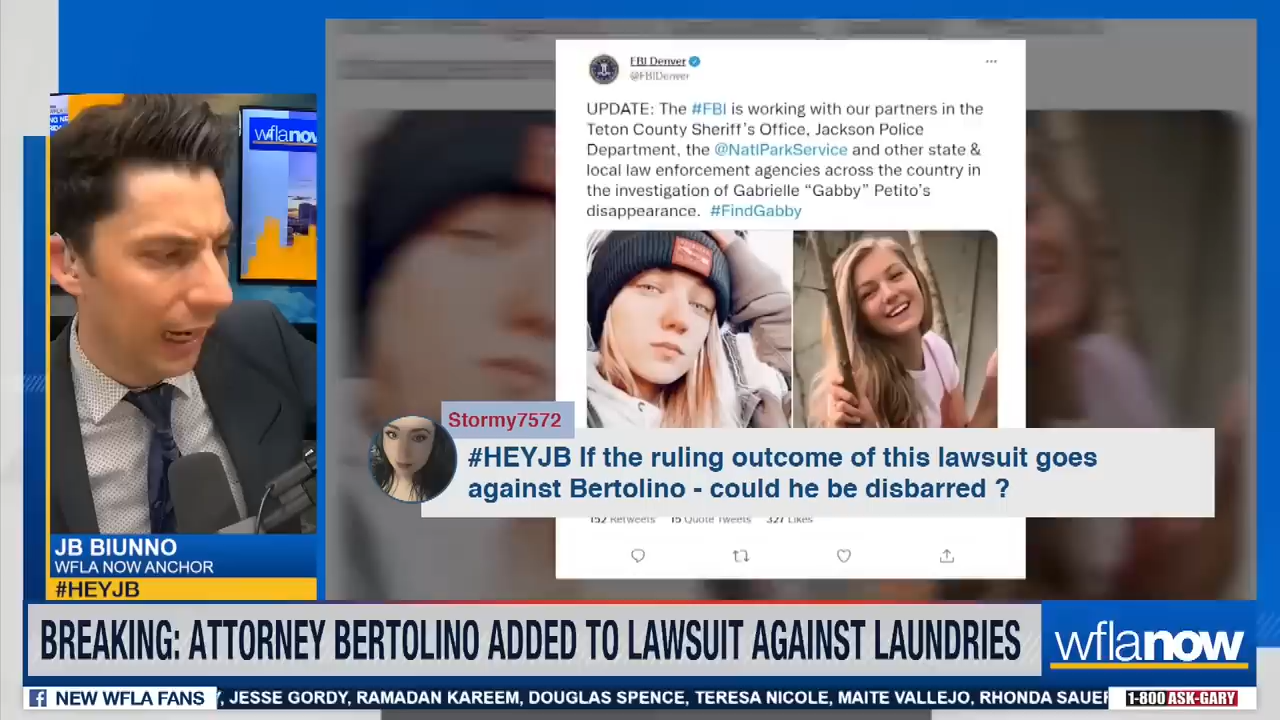 wflanow
FBI Denver
@FBIDenver
UPDATE: The #FBI is working with our partners in the
Teton County Sheriff's Office, Jackson Police
Department, the @NatlParkService and other state &
local law enforcement agencies across the country in
the investigation of Gabrielle “Gabby” Petito's
disappearance. #FindGabby
Stormy7572
#HEYJB If the ruling outcome of this lawsuit goes
against Bertolino - could he be disbarred ?
152 Retweets 15 Quote Tweets 327 Likes
JB BIUNNO
WFLA NOW ANCHOR
#HEYJB
BREAKING: ATTORNEY BERTOLINO ADDED TO LAWSUIT AGAINST LAUNDRIES
wflanow
NEW WFLA FANS , JESSE GORDY, RAMADAN KAREEM, DOUGLAS SPENCE, TERESA NICOLE, MAITE VALLEJO, RHONDA SAUER
1-800 ASK-GARY